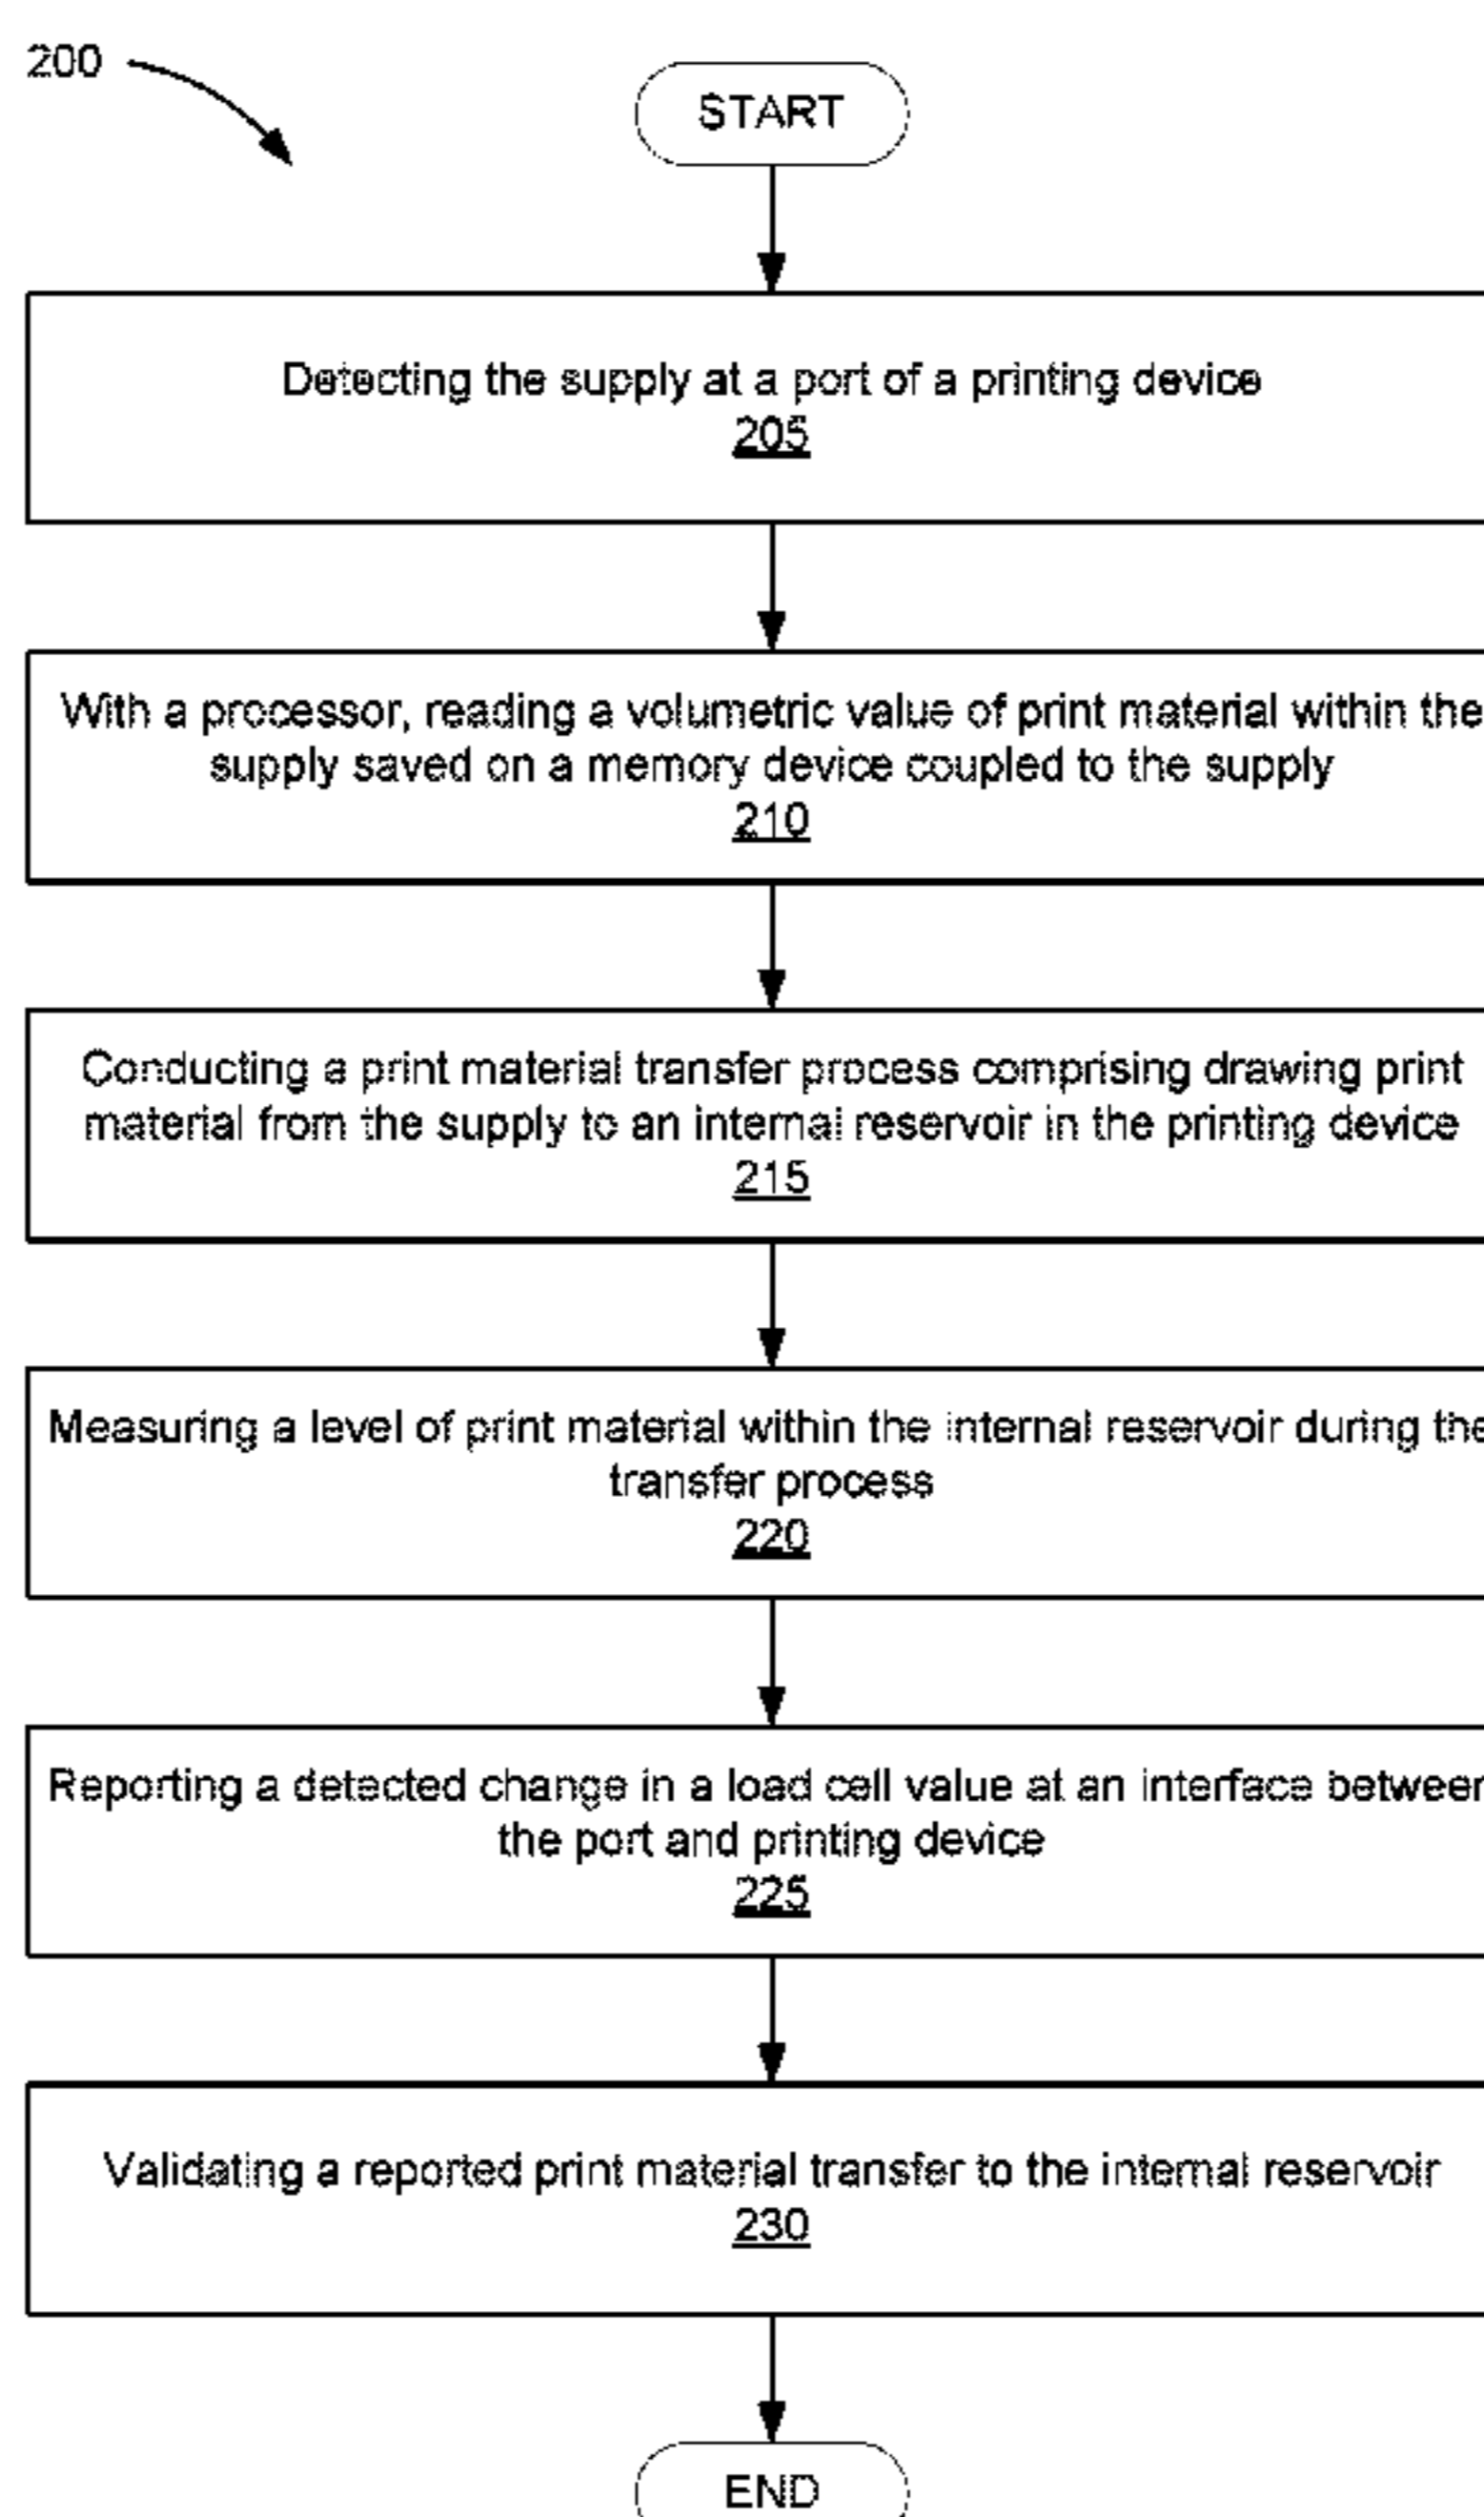 200
START
Detecting the supply at a port of a printing device
205
With a processor, reading a volumetric value of print material within the
supply saved on a memory device coupled to the supply
210
Conducting a print material transfer process comprising drawing print
material from the supply to an internal reservoir in the printing device
215
Measuring a level of print material within the internal reservoir during the
transfer process
220
Reporting a detected change in a load cell value at an interface between
the port and printing device
225
Validating a reported print material transfer to the internal reservoir
230
END